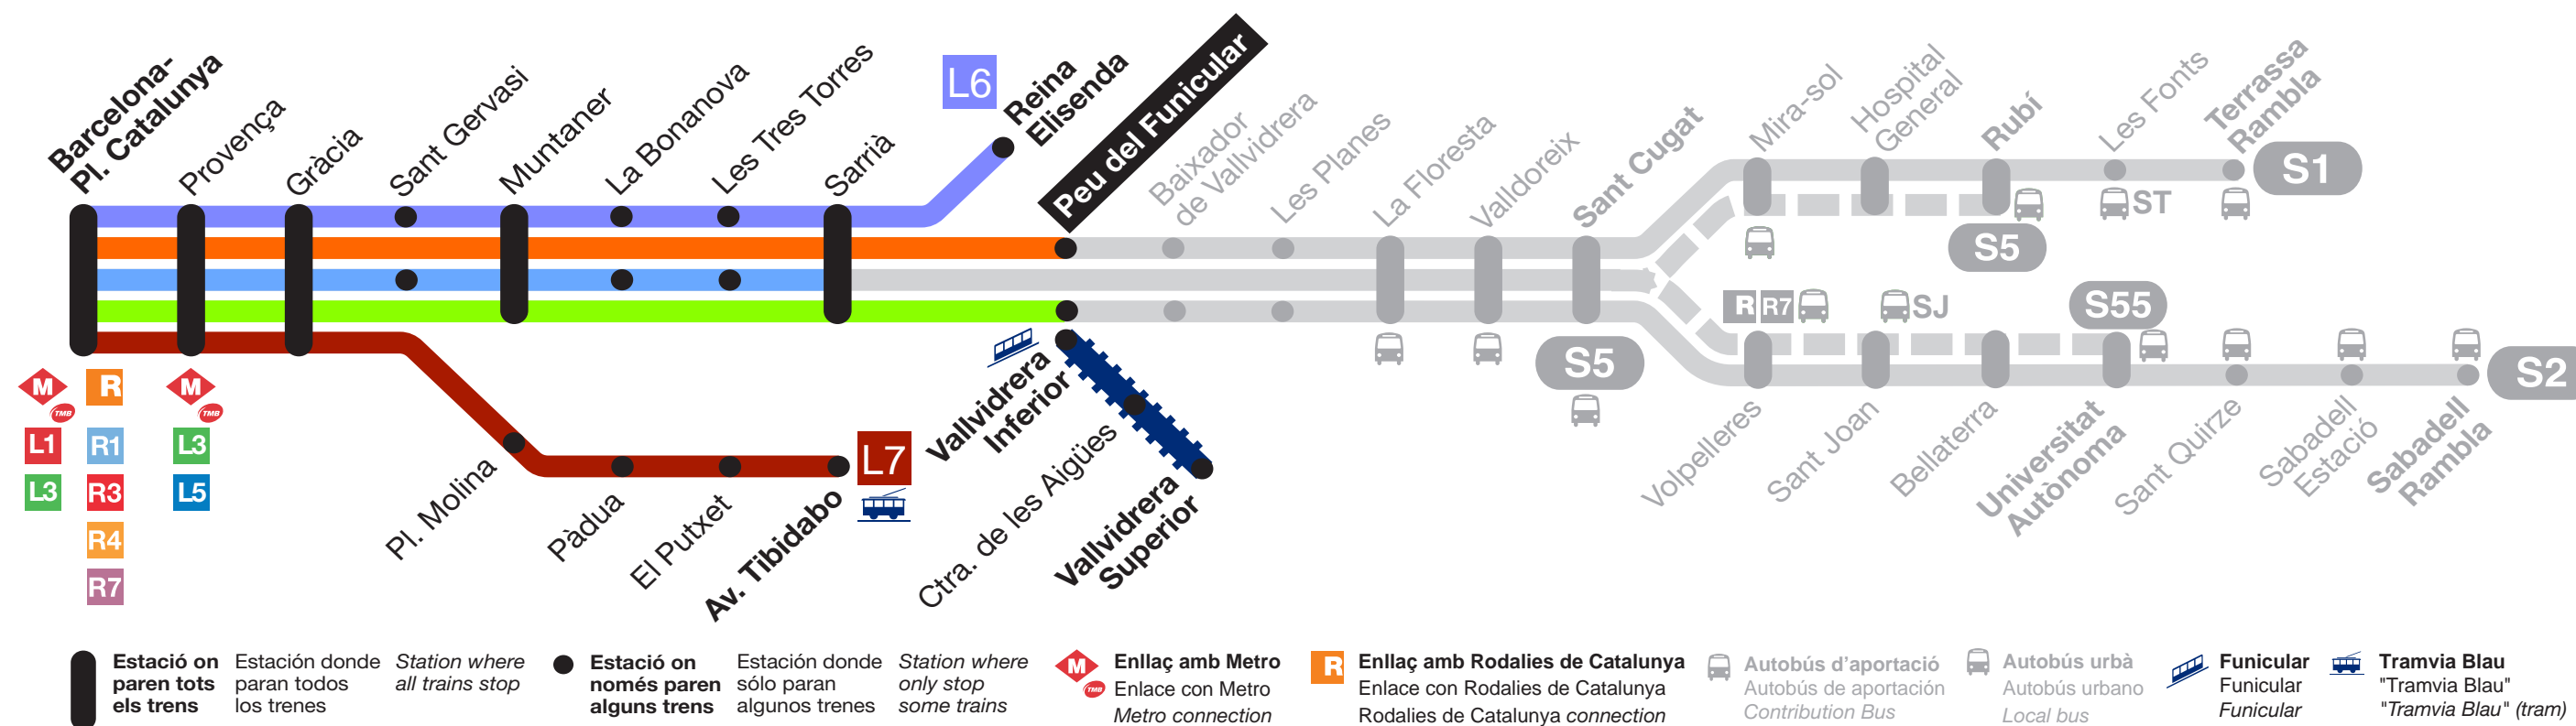 Barcelona-
Pl. Catalunya
Provença
Gràcia
Sant Gervasi
Muntaner
La Bonanova
Les Tres Torres
Sarrià
L6
Reina
Elisenda
Peu del Funicular
Baixador
de Vallvidrera
Les Planes
La Floresta
Valldoreix
Sant Cugat
Mira-sol
Hospital
General
Rubí
Les Fonts
Terrassa
Rambla
S1
ST
S5
R R7
SJ
S55
S5
S2
M
TMB
R
M
TMB
L1
R1
L3
L3
R3
L5
R4
R7
Pl. Molina
Pàdua
El Putxet
Av. Tibidabo
L7
Vallvidrera
Inferior
Ctra. de les Aigües
Vallvidrera
Superior
Volpelleres
Sant Joan
Bellaterra
Universitat
Autònoma
Sant Quirze
Sabadell
Estació
Sabadell
Rambla
Estació on
paren tots
els trens
Estación donde
paran todos
los trenes
Station where
all trains stop
Estació on
només paren
alguns trens
Estación donde
sólo paran
algunos trenes
Station where
only stop
some trains
M
TMB
Enllaç amb Metro
Enlace con Metro
Metro connection
R
Enllaç amb Rodalies de Catalunya
Enlace con Rodalies de Catalunya
Rodalies de Catalunya connection
Autobús d'aportació
Autobús de aportación
Contribution Bus
Autobús urbà
Autobús urbano
Local bus
Funicular
Funicular
Funicular
Tramvia Blau
"Tramvia Blau"
"Tramvia Blau" (tram)